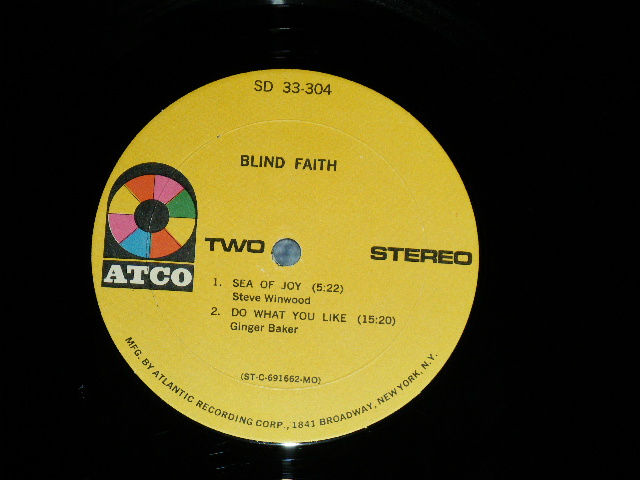 SD 33-304
BLIND FAITH
TWO
STEREO
ATCO
1. SEA OF JOY (5:22)
Steve Winwood
2. DO WHAT YOU LIKE (15:20)
Ginger Baker
(ST-C-691662-MO)
MFG. BY ATLANTIC RECORDING CORP., 1841 BROADWAY, NEW YORK, N.Y.